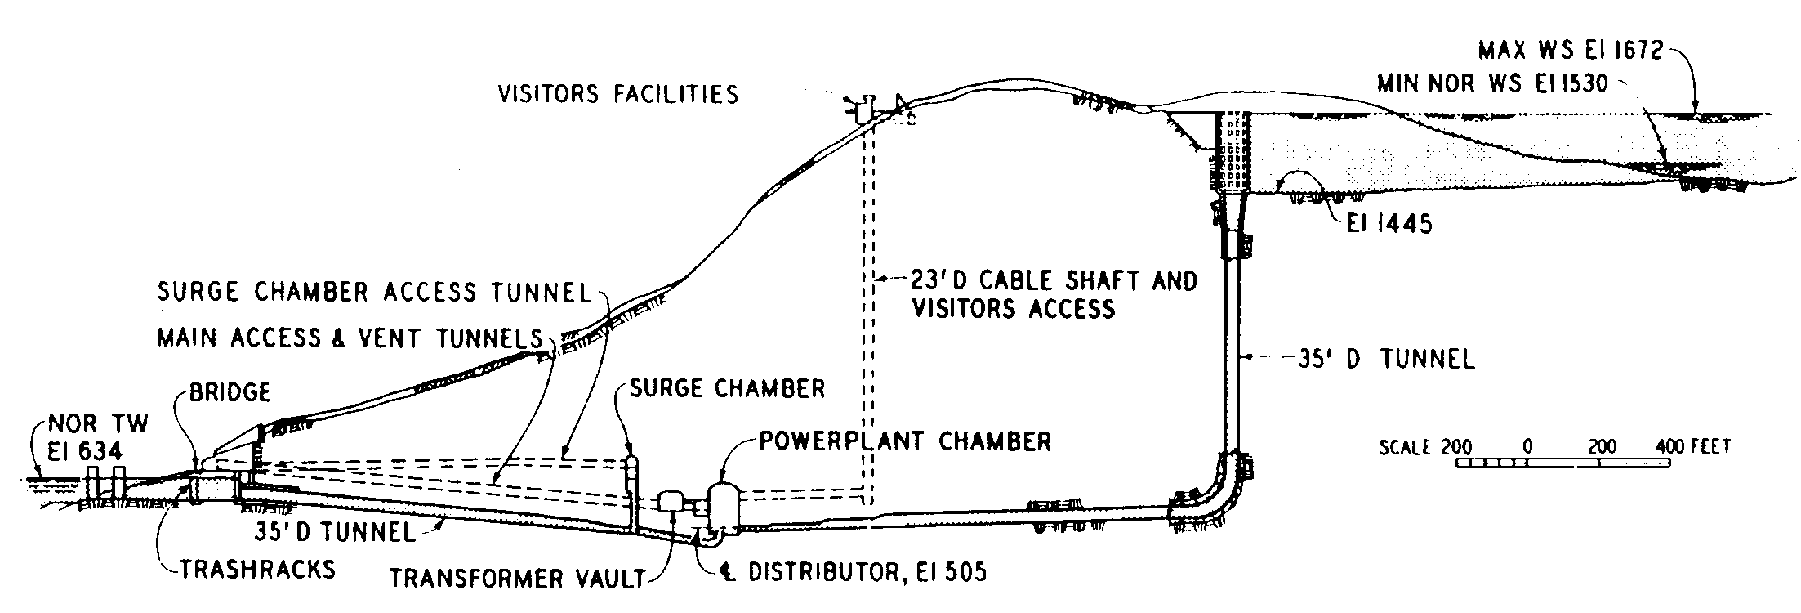 MAX WS El 1672
MIN NOR WS El 1530
VISITORS FACILITIES
El 1445
23'D CABLE SHAFT AND
VISITORS ACCESS
SURGE CHAMBER ACCESS TUNNEL
MAIN ACCESS & VENT TUNNELS
35' D TUNNEL
BRIDGE
SURGE CHAMBER
NOR TW
El 634
POWERPLANT CHAMBER
SCALE 200 0 200 400 FEET
35' D TUNNEL
TRASHRACKS
TRANSFORMER VAULT
℄ DISTRIBUTOR, El 505